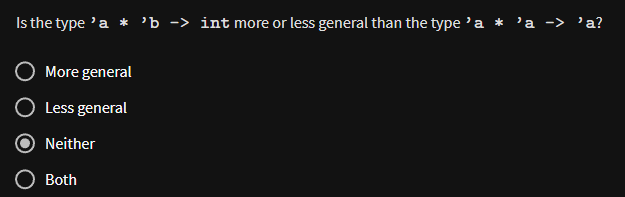 Is the type ’a * ’b -> int more or less general than the type ’a * ’a -> ’a?
More general
Less general
Neither
Both